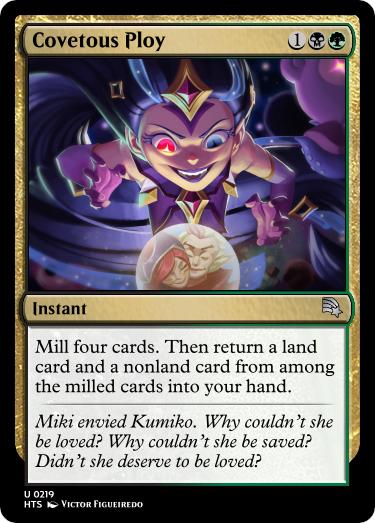 Covetous Ploy 1
Instant
Mill four cards. Then return a land
card and a nonland card from among
the milled cards into your hand.
Miki envied Kumiko. Why couldn't she
be loved? Why couldn't she be saved?
Didn't she deserve to be loved?
U 0219
HTS Victor Figueiredo